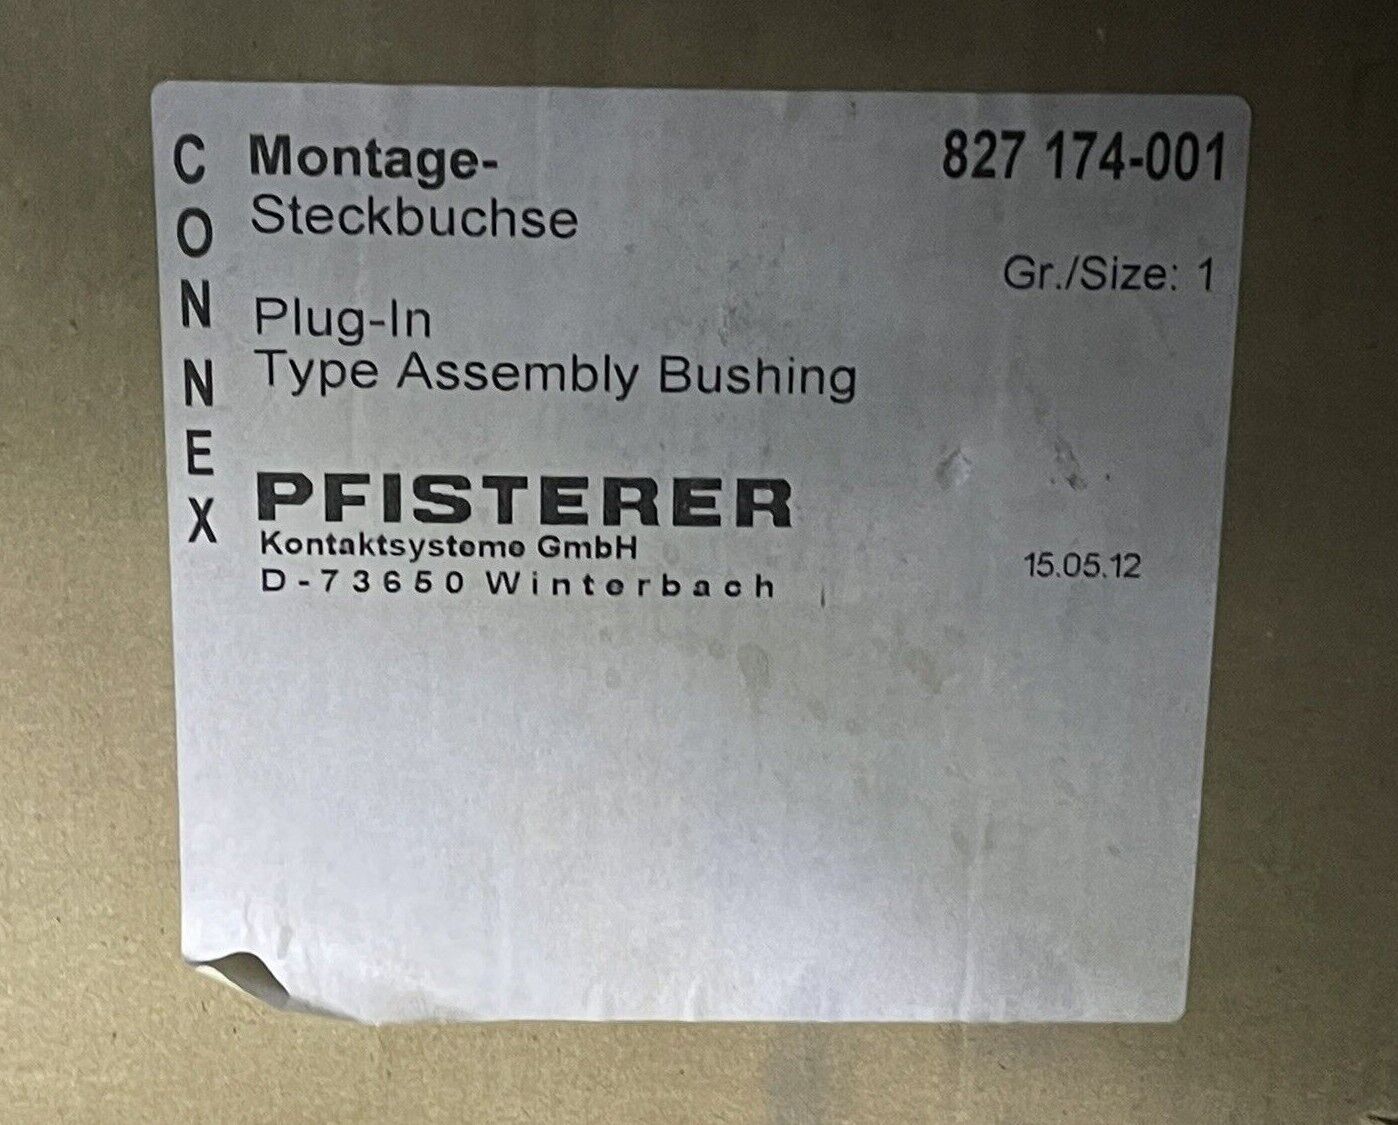 CONNEX
Montage-
Steckbuchse
827 174-001
Gr./Size: 1
Plug-In
Type Assembly Bushing
PFISTERER
Kontaktsysteme GmbH
D-73650 Winterbach
15.05.12